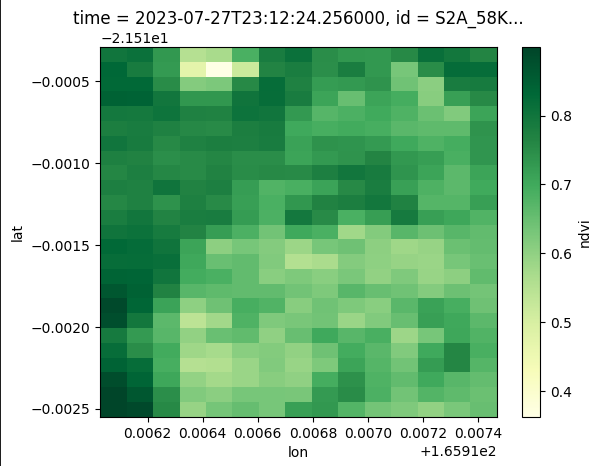 time = 2023-07-27T23:12:24.256000, id = S2A_58K...
−2.151e1
−0.0005
−0.0010
−0.0015
−0.0020
−0.0025
lat
0.0062 0.0064 0.0066 0.0068 0.0070 0.0072 0.0074
lon
+1.6591e2
0.8
0.7
0.6
0.5
0.4
ndvi